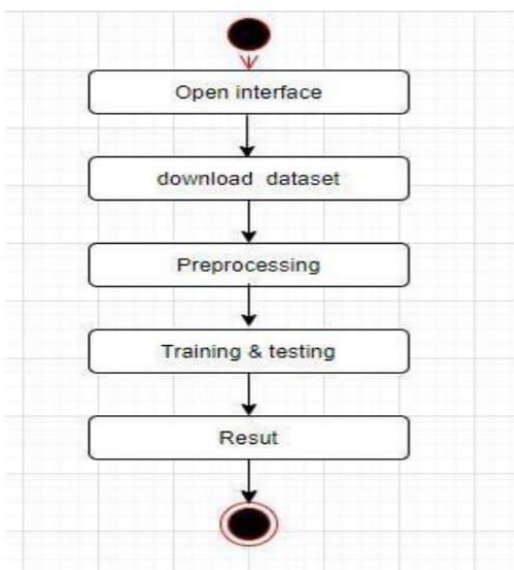 Open interface
download dataset
Preprocessing
Training & testing
Resut